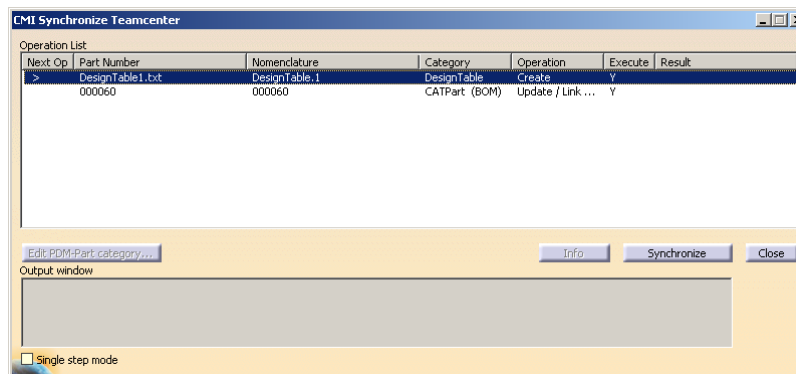 CMI Synchronize Teamcenter
Operation List
Next Op Part Number Nomenclature Category Operation Execute Result
> DesignTable1.txt DesignTable.1 DesignTable Create Y
000060 000060 CATPart (BOM) Update / Link ... Y
Edit PDM-Part category... Info Synchronize Close
Output window
Single step mode